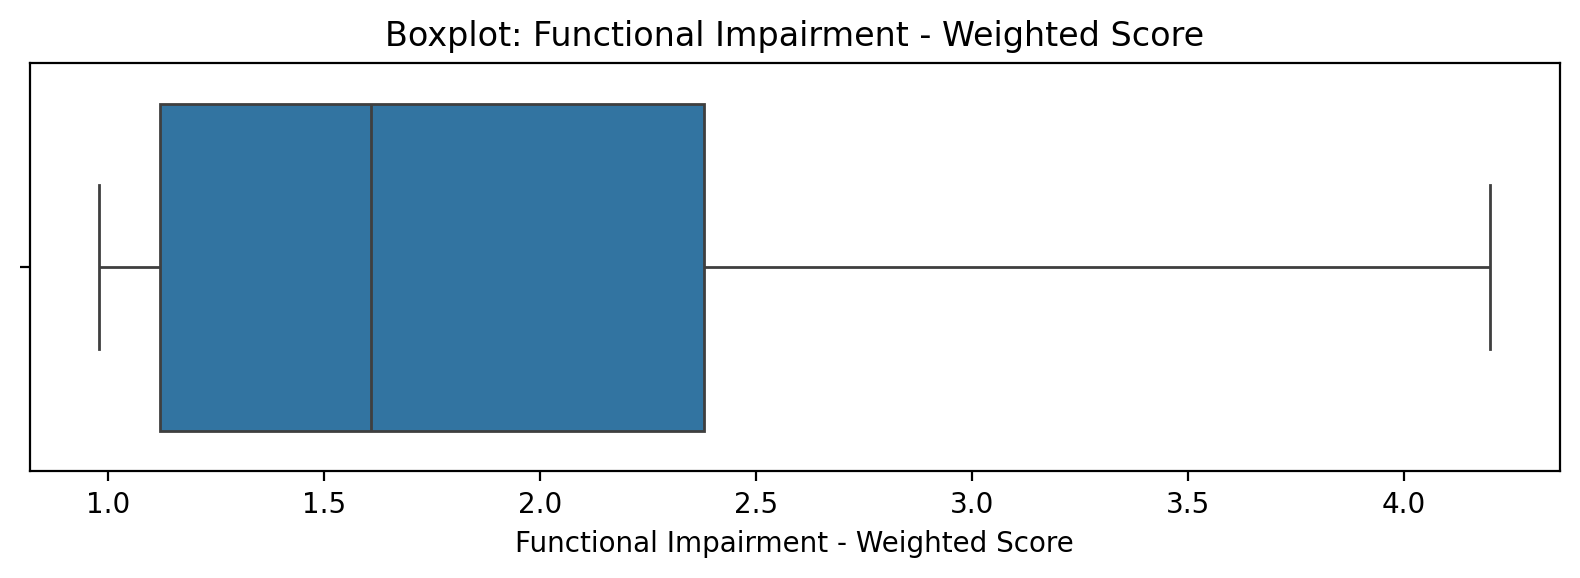 Boxplot: Functional Impairment - Weighted Score
1.0 1.5 2.0 2.5 3.0 3.5 4.0
Functional Impairment - Weighted Score